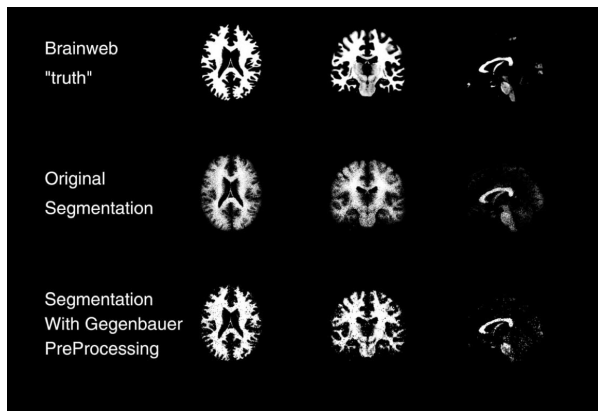 Brainweb
"truth"
Original
Segmentation
Segmentation
With Gegenbauer
PreProcessing